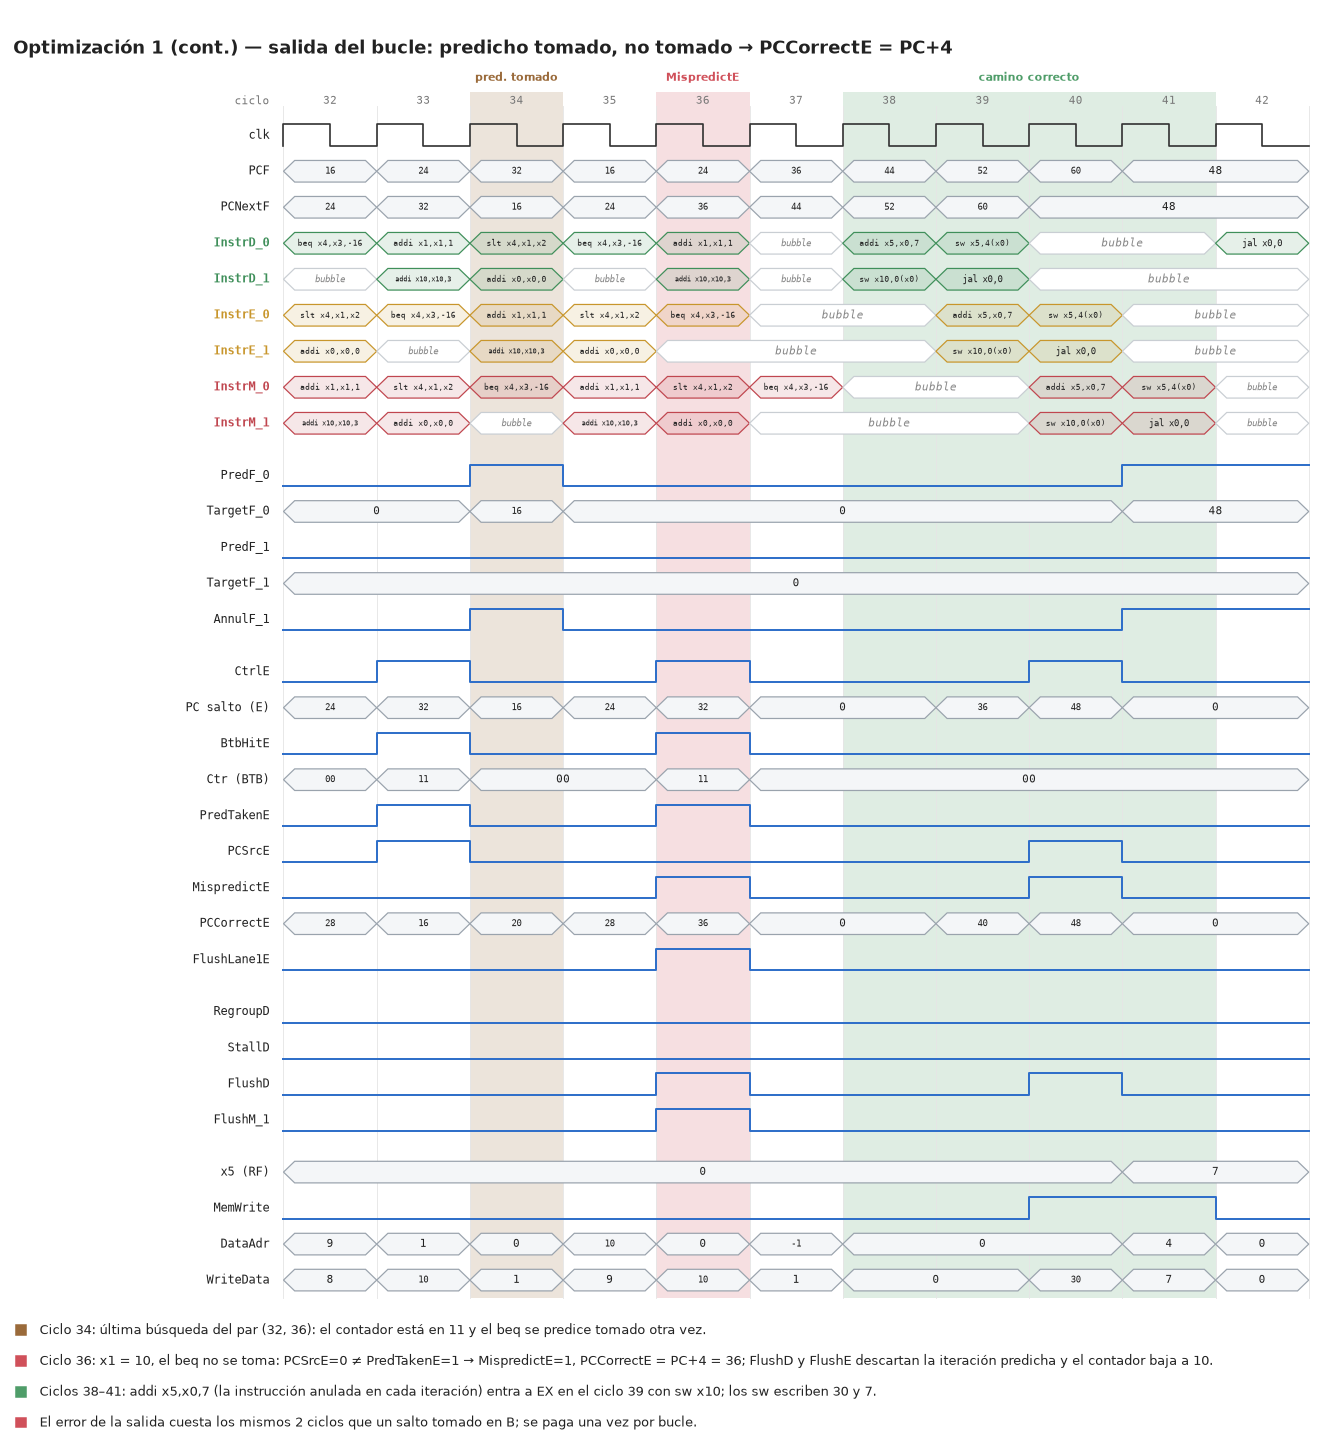 Optimización 1 (cont.) — salida del bucle: predicho tomado, no tomado → PCCorrectE = PC+4
pred. tomado MispredictE camino correcto
ciclo 32 33 34 35 36 37 38 39 40 41 42
clk
PCF 16 24 32 16 24 36 44 52 60 48
PCNextF 24 32 16 24 36 44 52 60 48
InstrD_0 beq x4,x3,-16 addi x1,x1,1 slt x4,x1,x2 beq x4,x3,-16 addi x1,x1,1 bubble addi x5,x0,7 sw x5,4(x0) bubble jal x0,0
InstrD_1 bubble addi x10,x10,3 addi x0,x0,0 bubble addi x10,x10,3 bubble sw x10,0(x0) jal x0,0 bubble
InstrE_0 slt x4,x1,x2 beq x4,x3,-16 addi x1,x1,1 slt x4,x1,x2 beq x4,x3,-16 bubble addi x5,x0,7 sw x5,4(x0) bubble
InstrE_1 addi x0,x0,0 bubble addi x10,x10,3 addi x0,x0,0 bubble sw x10,0(x0) jal x0,0 bubble
InstrM_0 addi x1,x1,1 slt x4,x1,x2 beq x4,x3,-16 addi x1,x1,1 slt x4,x1,x2 beq x4,x3,-16 bubble addi x5,x0,7 sw x5,4(x0) bubble
InstrM_1 addi x10,x10,3 addi x0,x0,0 bubble addi x10,x10,3 addi x0,x0,0 bubble sw x10,0(x0) jal x0,0 bubble
PredF_0
TargetF_0 0 16 0 48
PredF_1
TargetF_1 0
AnnulF_1
CtrlE
PC salto (E) 24 32 16 24 32 0 36 48 0
BtbHitE
Ctr (BTB) 00 11 00 11 00
PredTakenE
PCSrcE
MispredictE
PCCorrectE 28 16 20 28 36 0 40 48 0
FlushLane1E
RegroupD
StallD
FlushD
FlushM_1
x5 (RF) 0 7
MemWrite
DataAdr 9 1 0 10 0 -1 0 4 0
WriteData 8 10 1 9 10 1 0 30 7 0
Ciclo 34: última búsqueda del par (32, 36): el contador está en 11 y el beq se predice tomado otra vez.
Ciclo 36: x1 = 10, el beq no se toma: PCSrcE=0 ≠ PredTakenE=1 → MispredictE=1, PCCorrectE = PC+4 = 36; FlushD y FlushE descartan la iteración predicha y el contador baja a 10.
Ciclos 38–41: addi x5,x0,7 (la instrucción anulada en cada iteración) entra a EX en el ciclo 39 con sw x10; los sw escriben 30 y 7.
El error de la salida cuesta los mismos 2 ciclos que un salto tomado en B; se paga una vez por bucle.